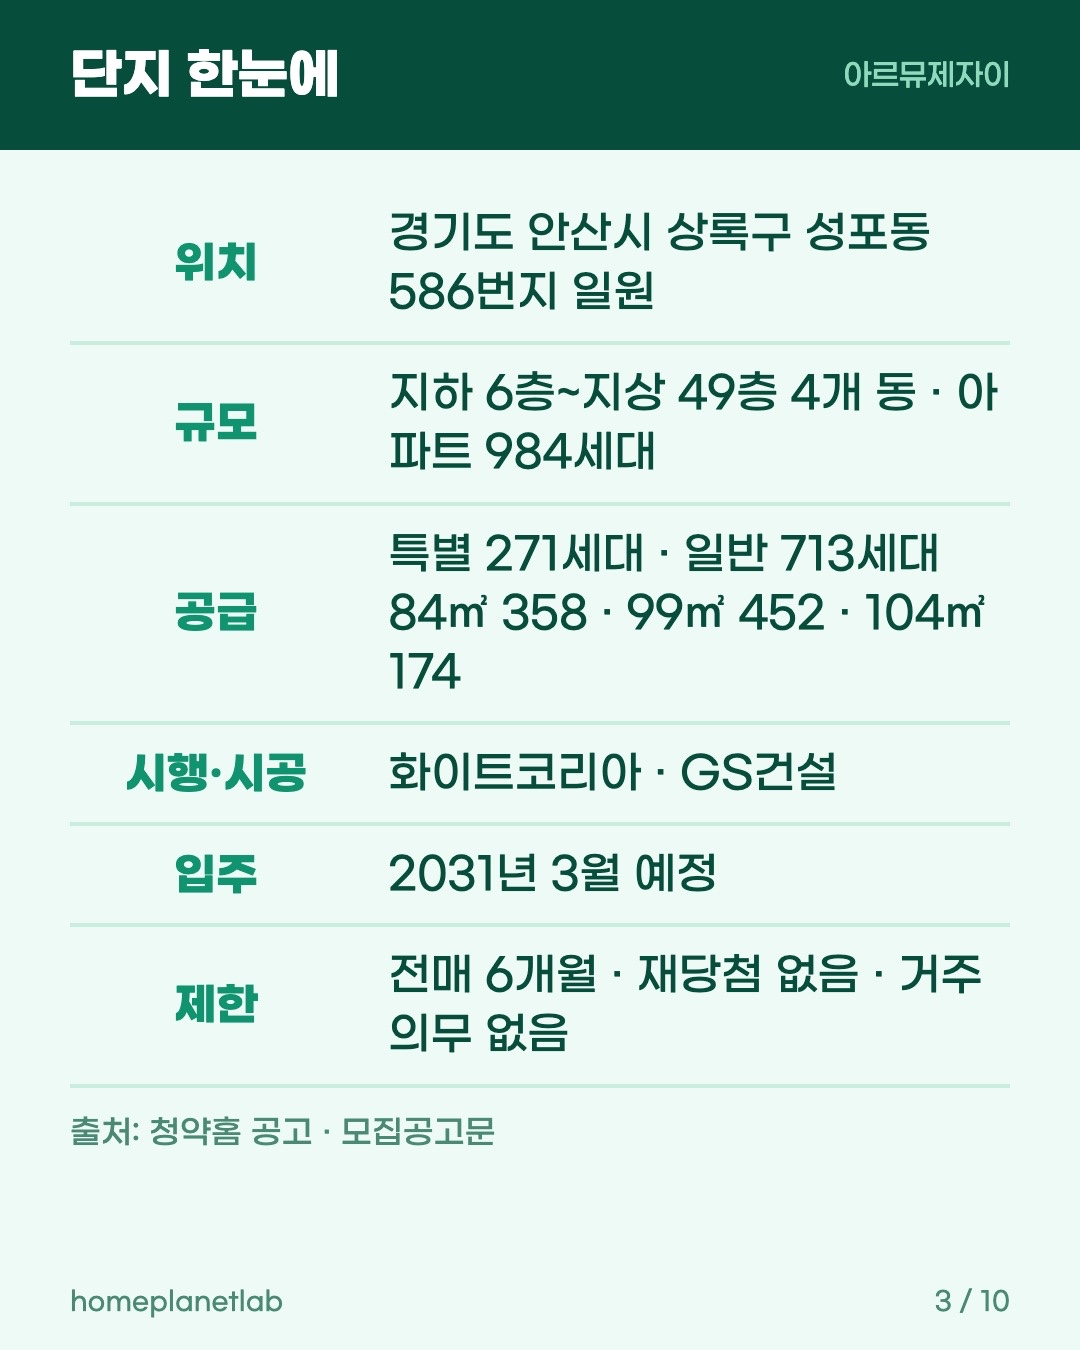 단지 한눈에
아르뮤제자이
위치
경기도 안산시 상록구 성포동
586번지 일원
규모
지하 6층~지상 49층 4개 동 · 아
파트 984세대
공급
특별 271세대 · 일반 713세대
84㎡ 358 · 99㎡ 452 · 104㎡
174
시행·시공
화이트코리아 · GS건설
입주
2031년 3월 예정
제한
전매 6개월 · 재당첨 없음 · 거주
의무 없음
출처: 청약홈 공고 · 모집공고문
homeplanetlab
3 / 10